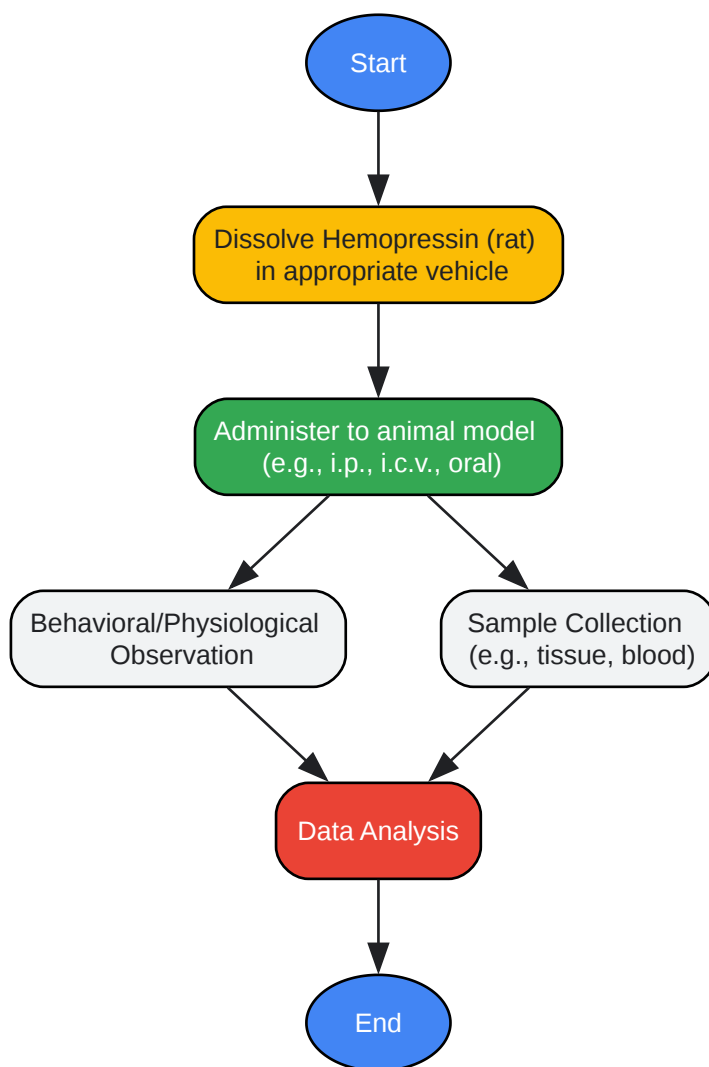 Start
Dissolve Hemopressin (rat)
in appropriate vehicle
Administer to animal model
(e.g., i.p., i.c.v., oral)
Behavioral/Physiological
Observation
Sample Collection
(e.g., tissue, blood)
Data Analysis
End